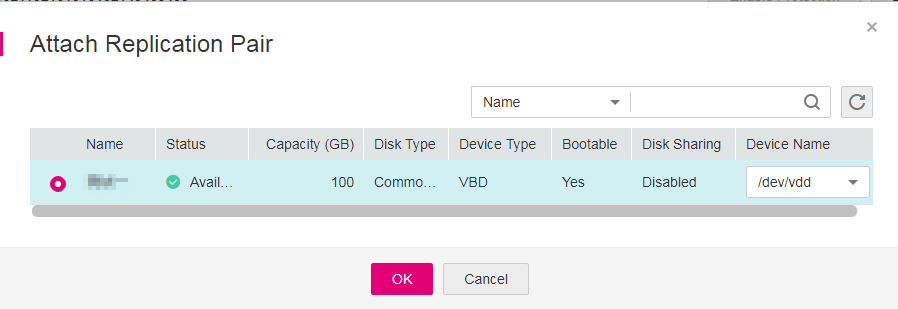 Attach Replication Pair
×
Name
Name Status Capacity (GB) Disk Type Device Type Bootable Disk Sharing Device Name
Avail... 100 Commo... VBD Yes Disabled /dev/vdd
OK Cancel